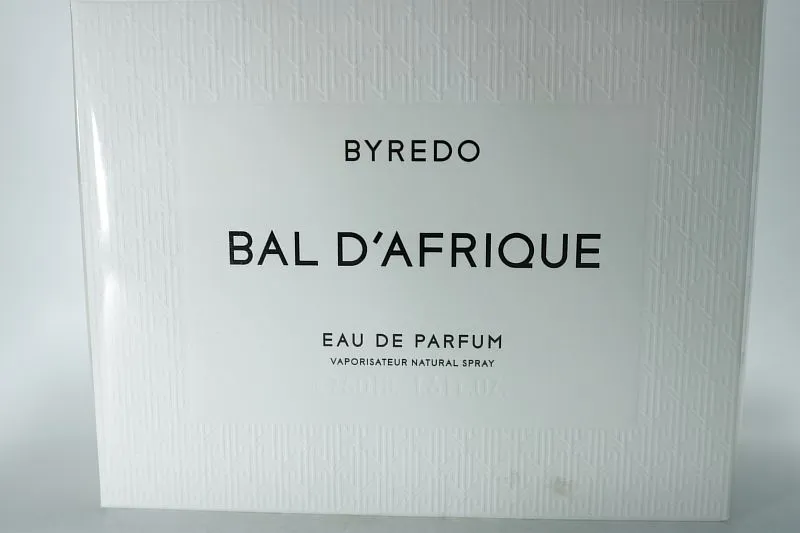 BYREDO
BAL D'AFRIQUE
EAU DE PARFUM
VAPORISATEUR NATURAL SPRAY